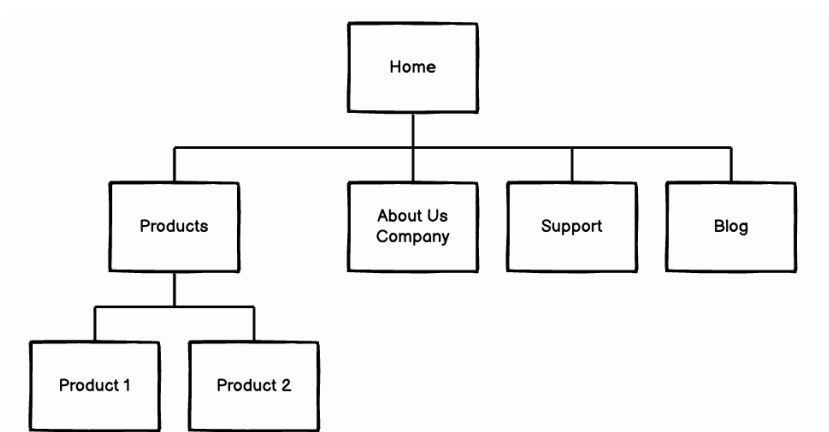 Home
Products
About Us
Company
Support
Blog
Product 1
Product 2